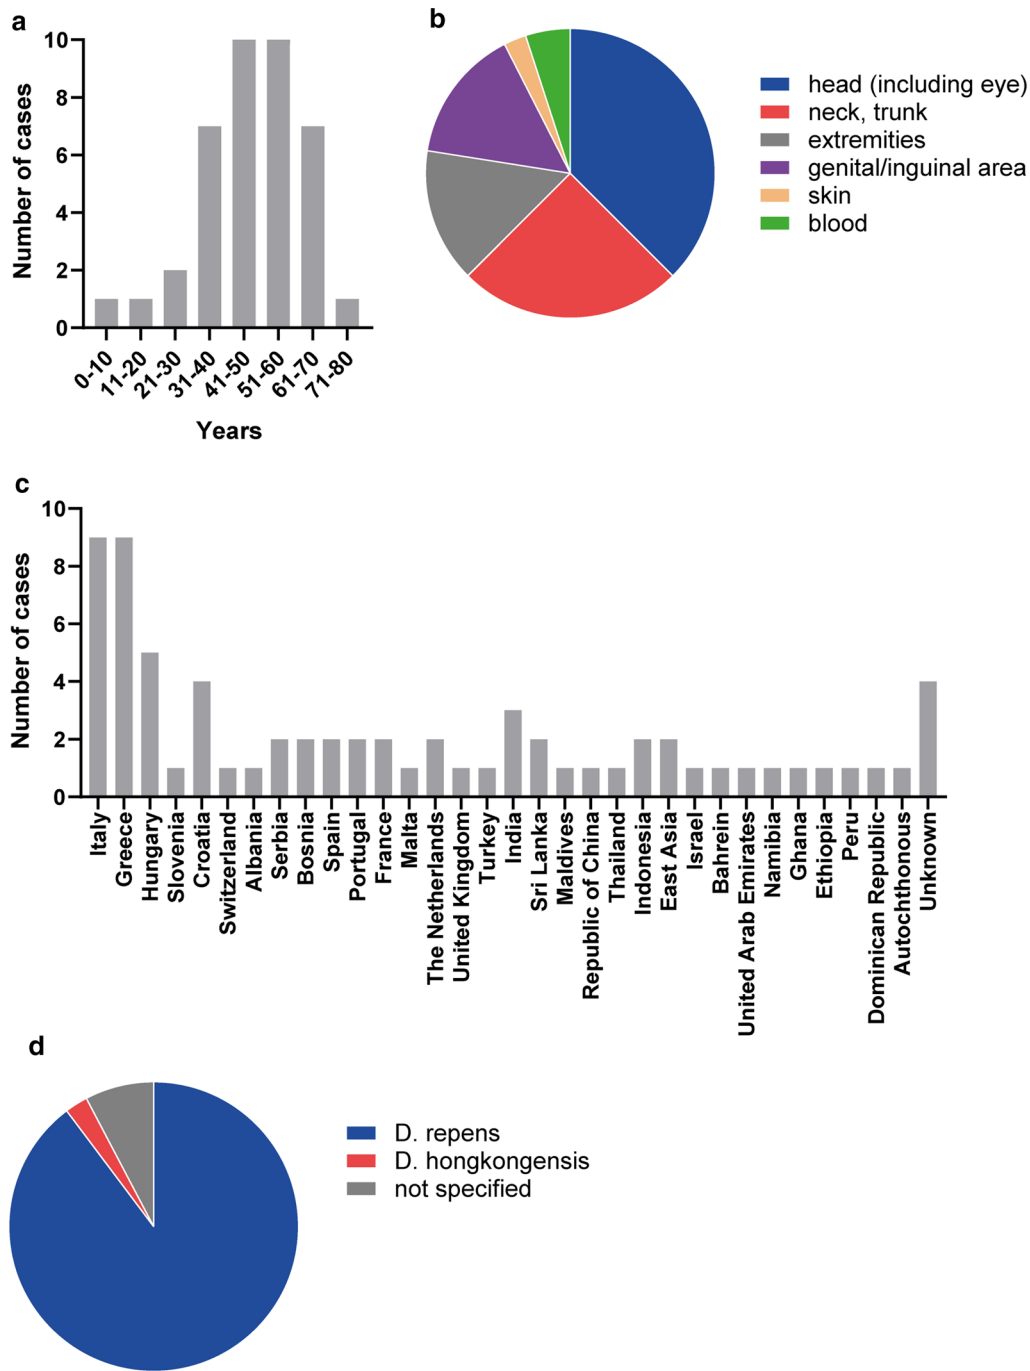 a
10
8
6
4
2
0
Number of cases
0-10
11-20
21-30
31-40
41-50
51-60
61-70
71-80
Years
b
head (including eye)
neck, trunk
extremities
genital/inguinal area
skin
blood
c
10
8
6
4
2
0
Number of cases
Italy
Greece
Hungary
Slovenia
Croatia
Switzerland
Albania
Serbia
Bosnia
Spain
Portugal
France
Malta
The Netherlands
United Kingdom
Turkey
India
Sri Lanka
Maldives
Republic of China
Thailand
Indonesia
East Asia
Israel
Bahrein
United Arab Emirates
Namibia
Ghana
Ethiopia
Peru
Dominican Republic
Autochthonous
Unknown
d
D. repens
D. hongkongensis
not specified